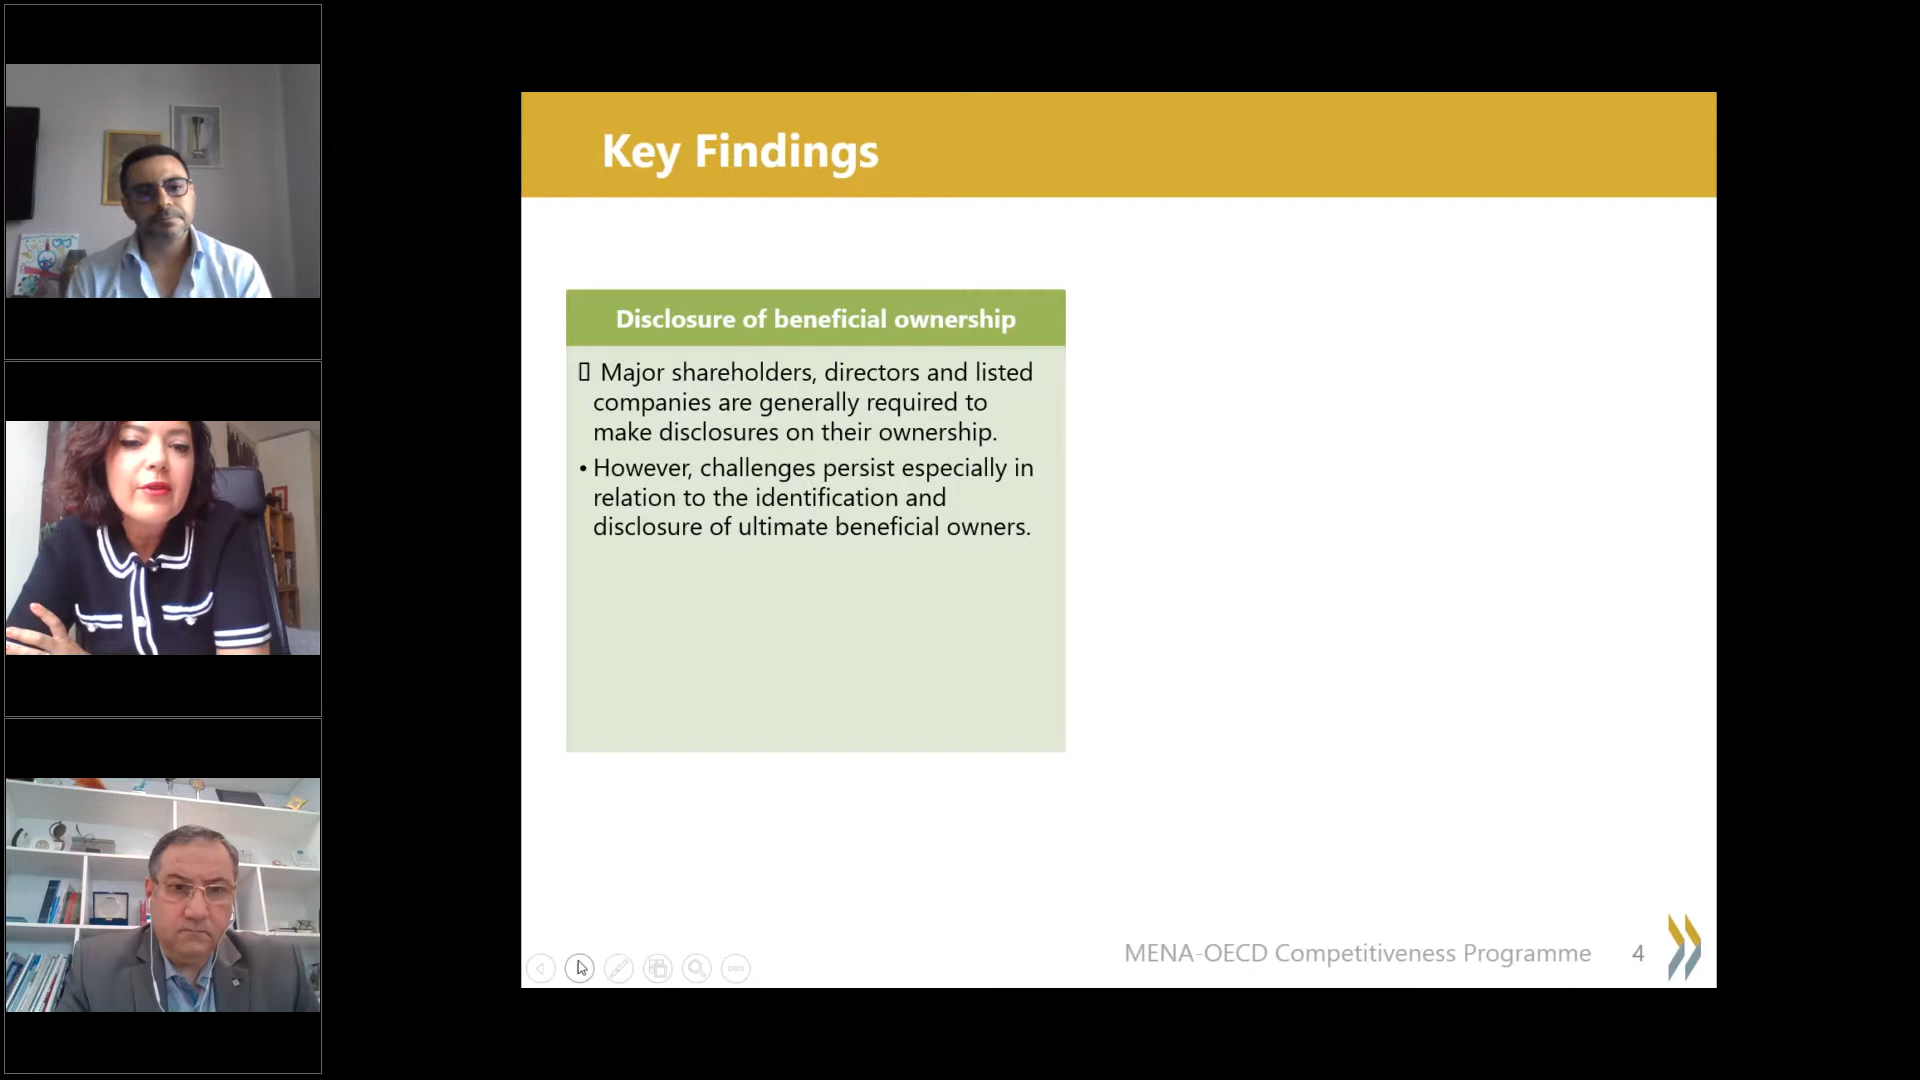 Key Findings
Disclosure of beneficial ownership
▯ Major shareholders, directors and listed
companies are generally required to
make disclosures on their ownership.
• However, challenges persist especially in
relation to the identification and
disclosure of ultimate beneficial owners.
MENA-OECD Competitiveness Programme 4